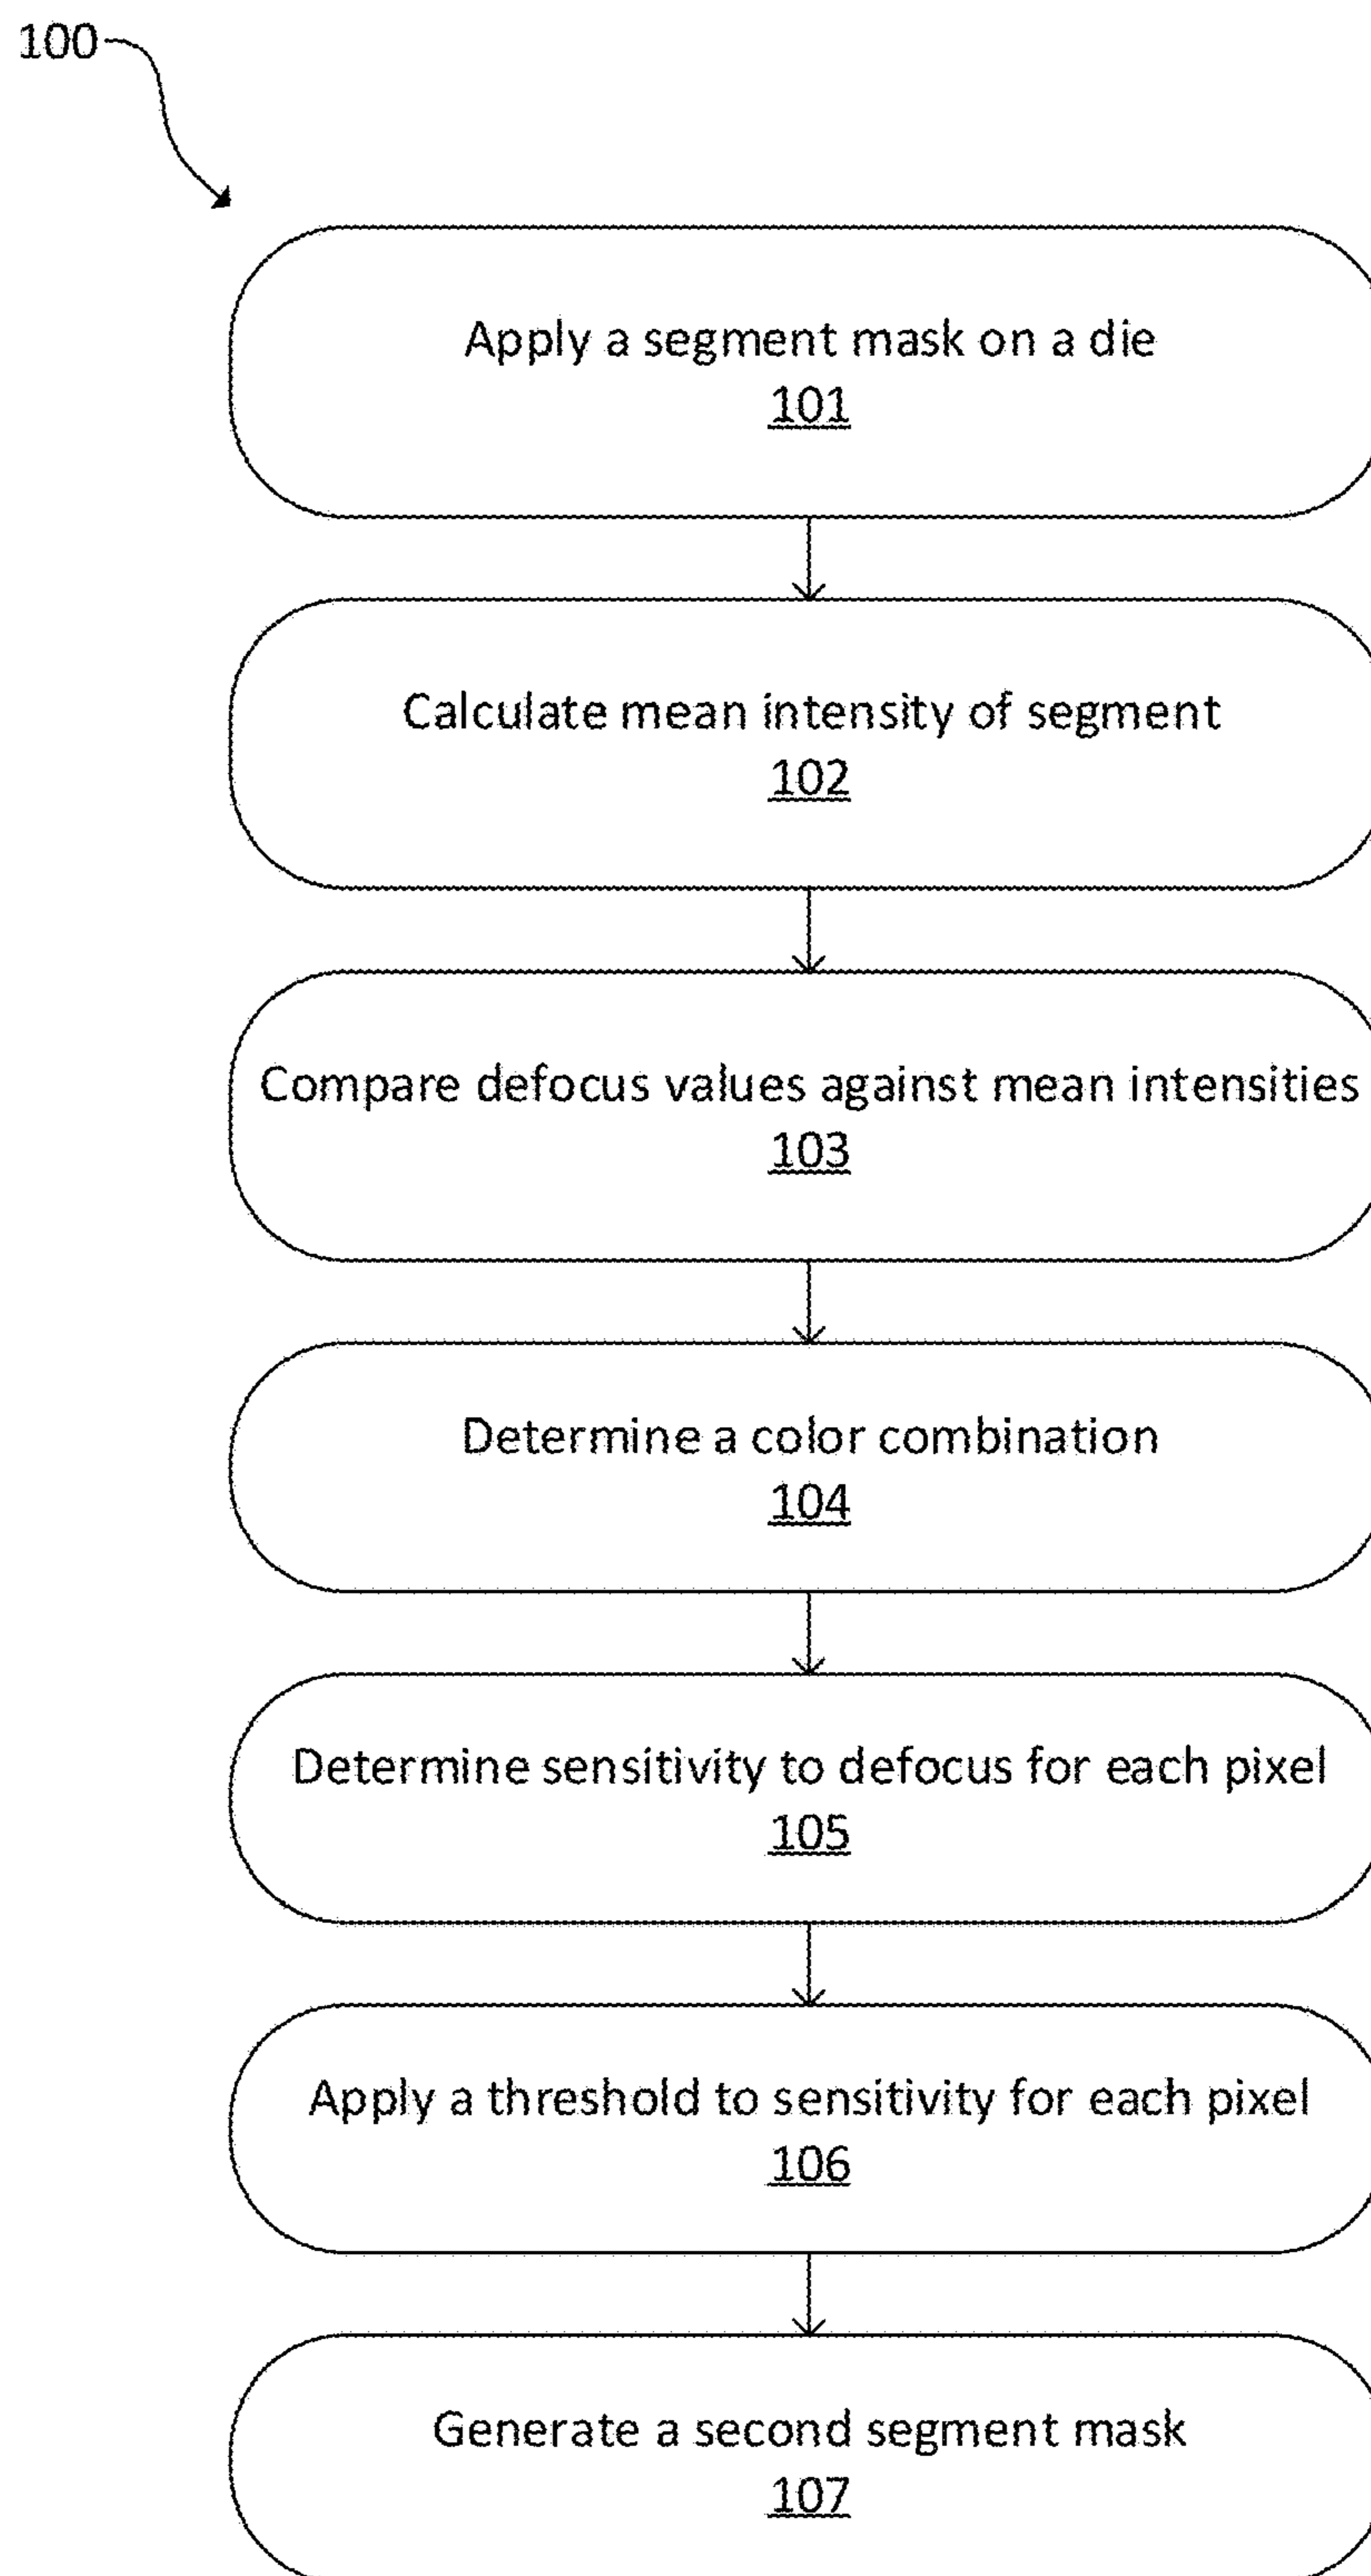 100
Apply a segment mask on a die
101
Calculate mean intensity of segment
102
Compare defocus values against mean intensities
103
Determine a color combination
104
Determine sensitivity to defocus for each pixel
105
Apply a threshold to sensitivity for each pixel
106
Generate a second segment mask
107